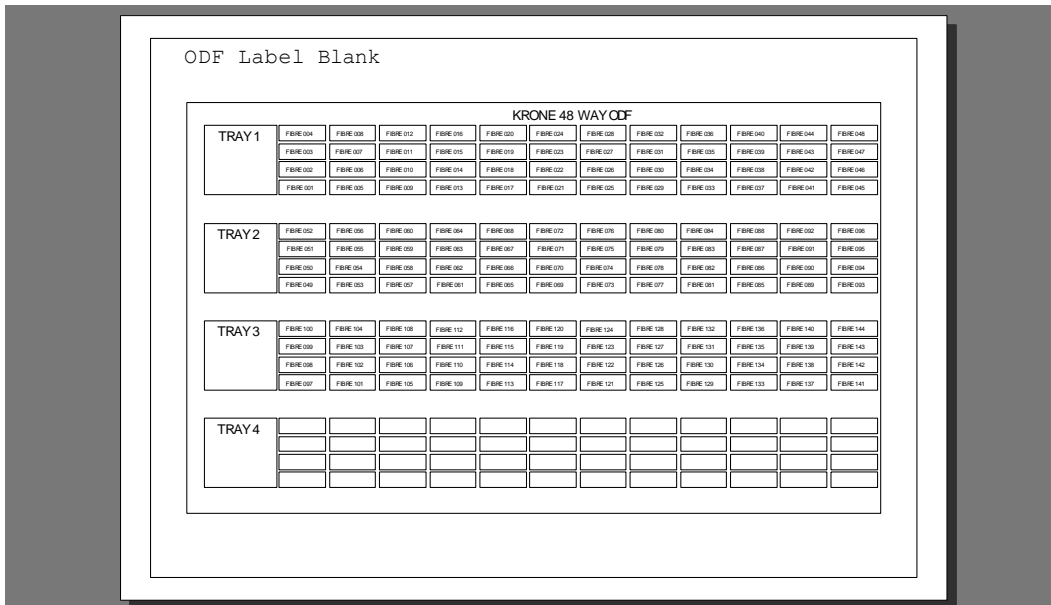 ODF Label Blank
KRONE 48 WAY ODF
TRAY 1 FIBRE 004 FIBRE 008 FIBRE 012 FIBRE 016 FIBRE 020 FIBRE 024 FIBRE 028 FIBRE 032 FIBRE 036 FIBRE 040 FIBRE 044 FIBRE 048
FIBRE 003 FIBRE 007 FIBRE 011 FIBRE 015 FIBRE 019 FIBRE 023 FIBRE 027 FIBRE 031 FIBRE 035 FIBRE 039 FIBRE 043 FIBRE 047
FIBRE 002 FIBRE 006 FIBRE 010 FIBRE 014 FIBRE 018 FIBRE 022 FIBRE 026 FIBRE 030 FIBRE 034 FIBRE 038 FIBRE 042 FIBRE 046
FIBRE 001 FIBRE 005 FIBRE 009 FIBRE 013 FIBRE 017 FIBRE 021 FIBRE 025 FIBRE 029 FIBRE 033 FIBRE 037 FIBRE 041 FIBRE 045
TRAY 2 FIBRE 052 FIBRE 056 FIBRE 060 FIBRE 064 FIBRE 068 FIBRE 072 FIBRE 076 FIBRE 080 FIBRE 084 FIBRE 088 FIBRE 092 FIBRE 096
FIBRE 051 FIBRE 055 FIBRE 059 FIBRE 063 FIBRE 067 FIBRE 071 FIBRE 075 FIBRE 079 FIBRE 083 FIBRE 087 FIBRE 091 FIBRE 095
FIBRE 050 FIBRE 054 FIBRE 058 FIBRE 062 FIBRE 066 FIBRE 070 FIBRE 074 FIBRE 078 FIBRE 082 FIBRE 086 FIBRE 090 FIBRE 094
FIBRE 049 FIBRE 053 FIBRE 057 FIBRE 061 FIBRE 065 FIBRE 069 FIBRE 073 FIBRE 077 FIBRE 081 FIBRE 085 FIBRE 089 FIBRE 093
TRAY 3 FIBRE 100 FIBRE 104 FIBRE 108 FIBRE 112 FIBRE 116 FIBRE 120 FIBRE 124 FIBRE 128 FIBRE 132 FIBRE 136 FIBRE 140 FIBRE 144
FIBRE 099 FIBRE 103 FIBRE 107 FIBRE 111 FIBRE 115 FIBRE 119 FIBRE 123 FIBRE 127 FIBRE 131 FIBRE 135 FIBRE 139 FIBRE 143
FIBRE 098 FIBRE 102 FIBRE 106 FIBRE 110 FIBRE 114 FIBRE 118 FIBRE 122 FIBRE 126 FIBRE 130 FIBRE 134 FIBRE 138 FIBRE 142
FIBRE 097 FIBRE 101 FIBRE 105 FIBRE 109 FIBRE 113 FIBRE 117 FIBRE 121 FIBRE 125 FIBRE 129 FIBRE 133 FIBRE 137 FIBRE 141
TRAY 4